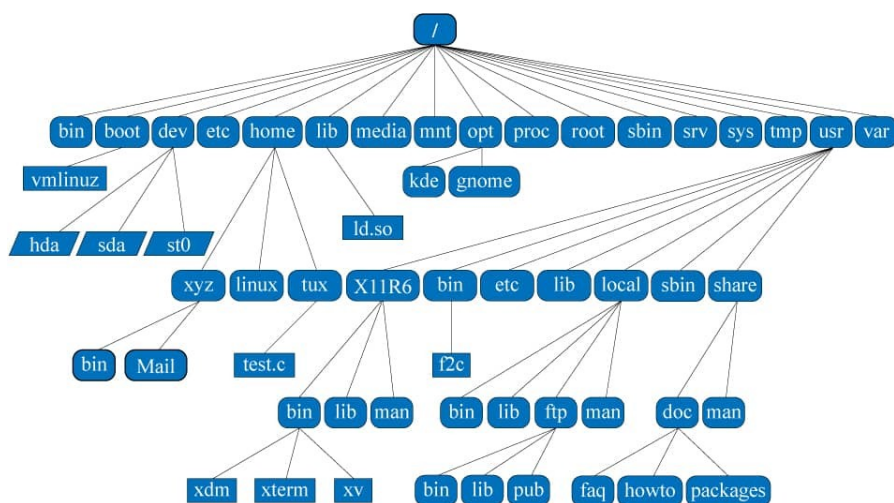 /
bin boot dev etc home lib media mnt opt proc root sbin srv sys tmp usr var
vmlinuz kde gnome
hda sda st0 ld.so
xyz linux tux X11R6 bin etc lib local sbin share
bin Mail test.c f2c
bin lib man bin lib ftp man doc man
xdm xterm xv bin lib pub faq howto packages